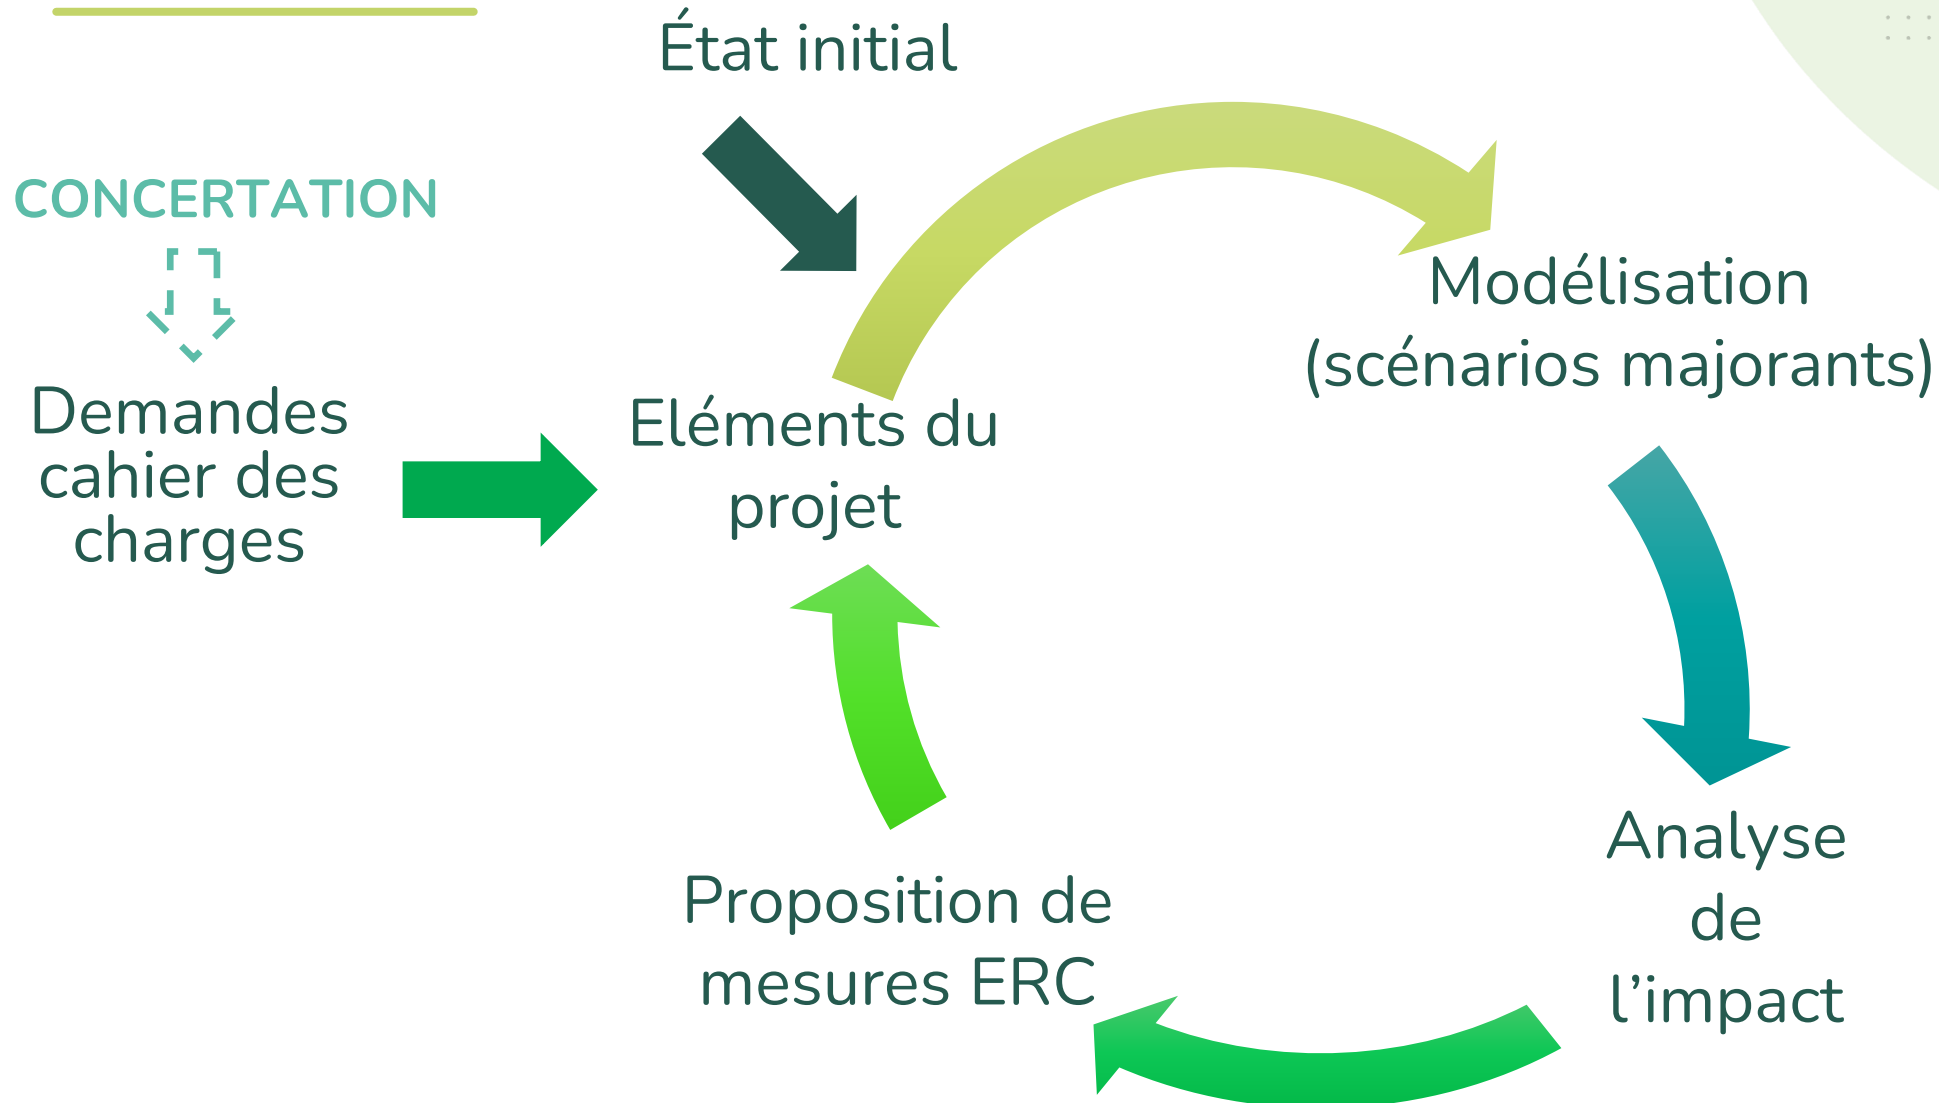 État initial
CONCERTATION
Demandes
cahier des
charges
Eléments du
projet
Modélisation
(scénarios majorants)
Analyse
de
l’impact
Proposition de
mesures ERC